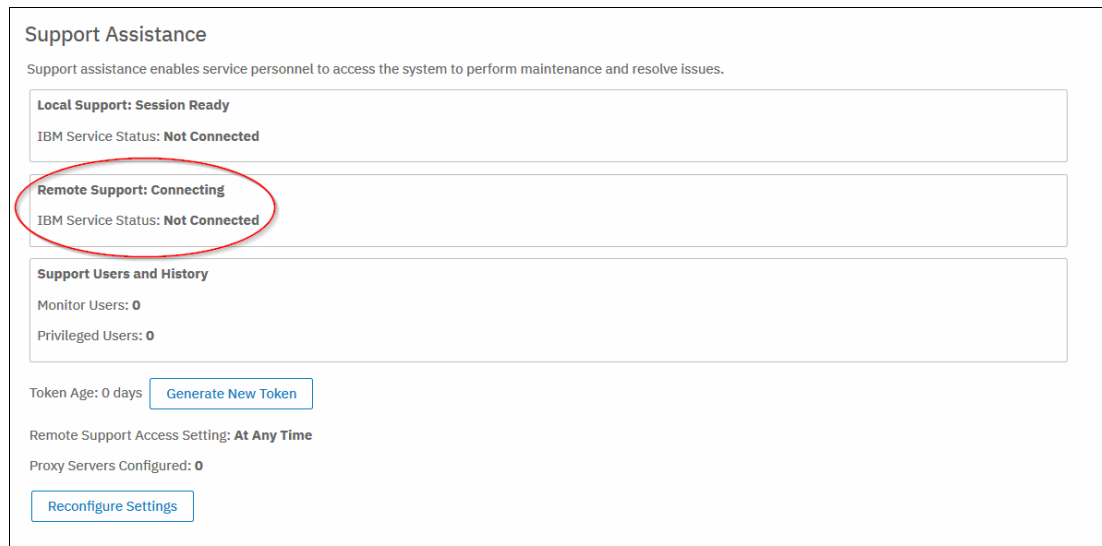 Support Assistance
Support assistance enables service personnel to access the system to perform maintenance and resolve issues.
Local Support: Session Ready
IBM Service Status: Not Connected
Remote Support: Connecting
IBM Service Status: Not Connected
Support Users and History
Monitor Users: 0
Privileged Users: 0
Token Age: 0 days Generate New Token
Remote Support Access Setting: At Any Time
Proxy Servers Configured: 0
Reconfigure Settings